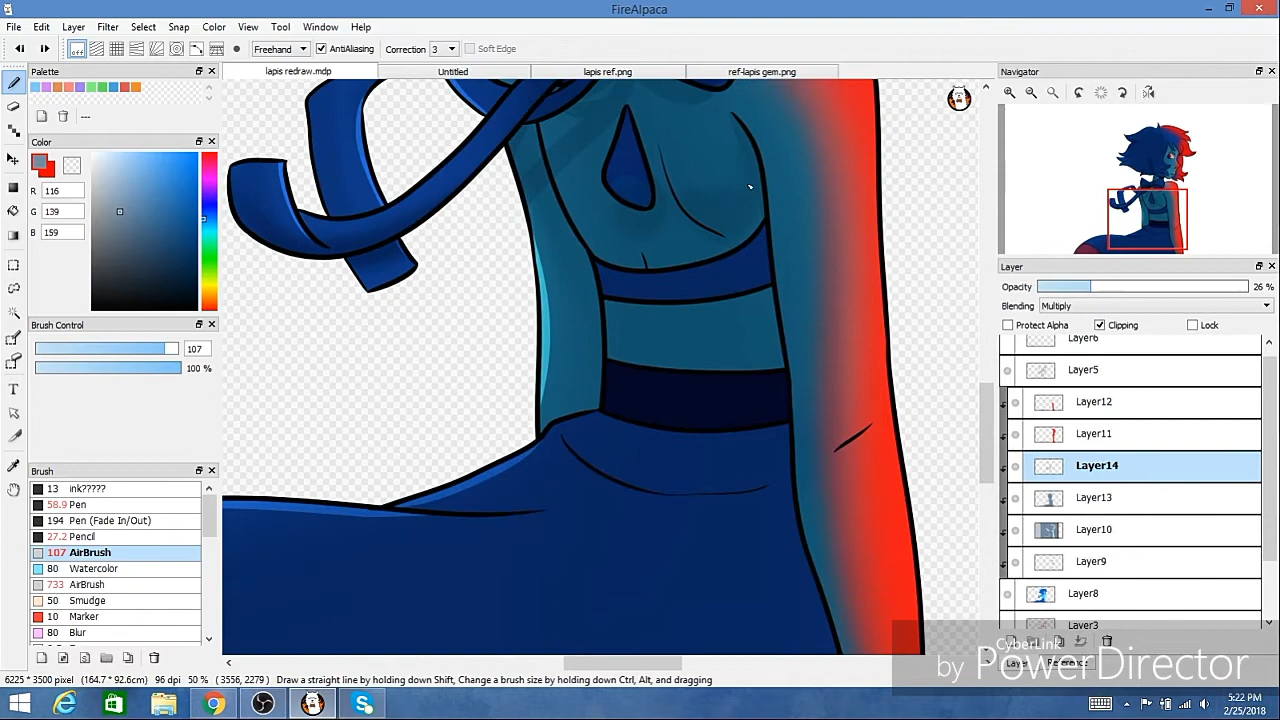 FireAlpaca
File Edit Layer Filter Select Snap Color View Tool Window Help
off Freehand AntiAliasing Correction 3 Soft Edge
Palette lapis redraw.mdp Untitled lapis ref.png ref-lapis gem.png Navigator
---
Color
R 116
G 139
B 159
Layer
Opacity 26 %
Blending Multiply
Protect Alpha Clipping Lock
Brush Control
107
100 %
Layer6
Layer5
Layer12
Layer11
Layer14
Layer13
Layer10
Layer9
Layer8
Layer3
Brush
13 ink?????
58.9 Pen
194 Pen (Fade In/Out)
27.2 Pencil
107 AirBrush
80 Watercolor
733 AirBrush
50 Smudge
10 Marker
80 Blur
CyberLink
by PowerDirector
Layer Reference
6225 * 3500 pixel (164.7 * 92.6cm) 96 dpi 50 % ( 3556, 2279 ) Draw a straight line by holding down Shift, Change a brush size by holding down Ctrl, Alt, and dragging
5:22 PM
2/25/2018